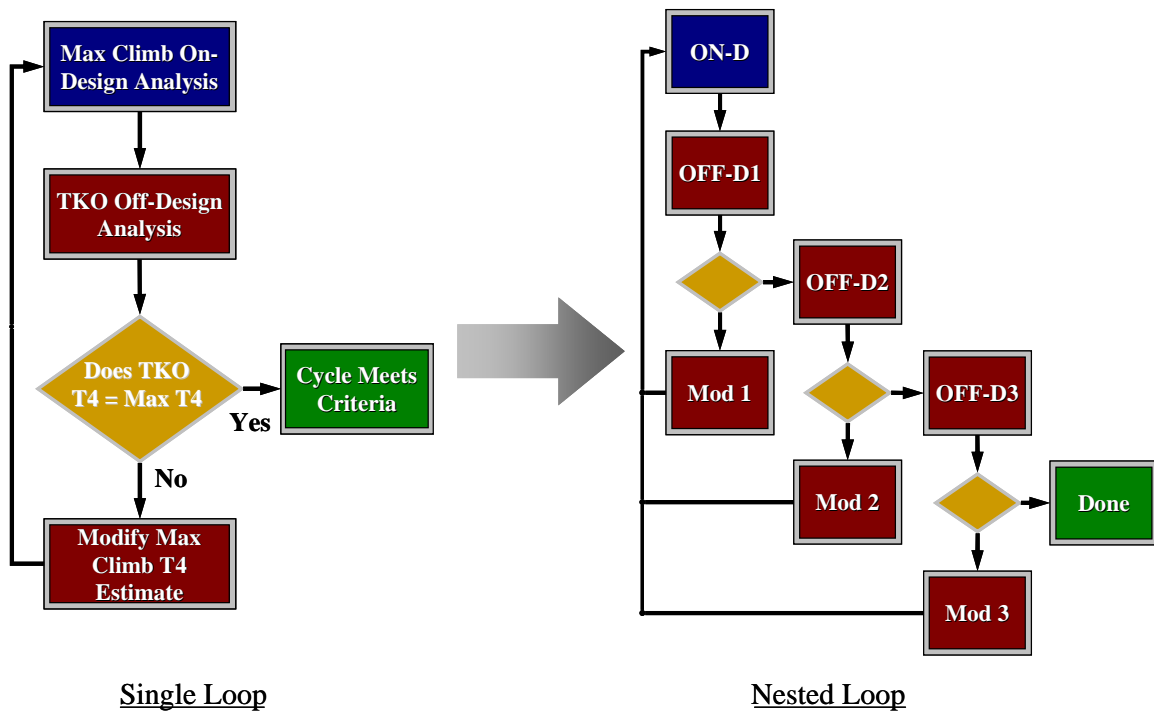 Max Climb On-
Design Analysis
TKO Off-Design
Analysis
Does TKO
T4 = Max T4
Yes
No
Cycle Meets
Criteria
Modify Max
Climb T4
Estimate
Single Loop
ON-D
OFF-D1
OFF-D2
Mod 1
OFF-D3
Mod 2
Done
Mod 3
Nested Loop